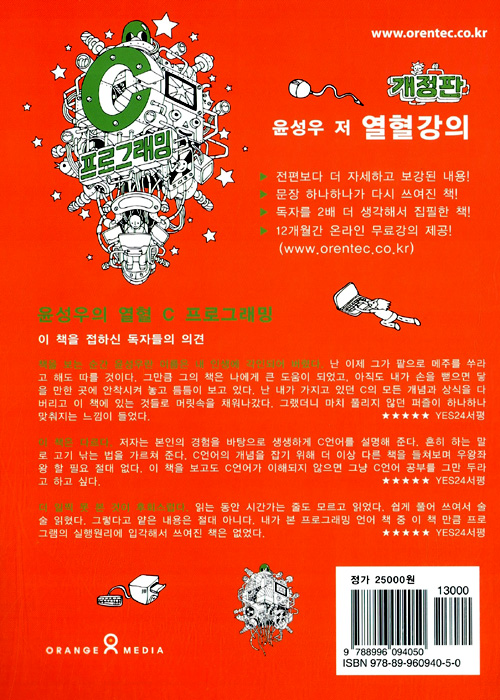 www.orentec.co.kr
C
프로그래밍
개정판
윤성우 저 열혈강의
전편보다 더 자세하고 보강된 내용!
문장 하나하나가 다시 쓰여진 책!
독자를 2배 더 생각해서 집필한 책!
12개월간 온라인 무료강의 제공!
(www.orentec.co.kr)
윤성우의 열혈 C 프로그래밍
이 책을 접하신 독자들의 의견
난 이제 그가 팥으로 메주를 쑤라
고 해도 따를 것이다. 그만큼 그의 책은 나에게 큰 도움이 되었고, 아직도 내가 손을 뻗으면 닿
을 만한 곳에 안착시켜 놓고 틈틈이 보고 있다. 난 내가 가지고 있던 C의 모든 개념과 상식을 다
버리고 이 책에 있는 것들로 머릿속을 채워나갔다. 그랬더니 마치 풀리지 않던 퍼즐이 하나하나
맞춰지는 느낌이 들었다. ★★★★★ YES24서평
이 책은 다르다. 저자는 본인의 경험을 바탕으로 생생하게 C언어를 설명해 준다. 흔히 하는 말
로 고기 낚는 법을 가르쳐 준다. C언어의 개념을 잡기 위해 더 이상 다른 책을 들쳐보며 우왕좌
왕 할 필요 절대 없다. 이 책을 보고도 C언어가 이해되지 않으면 그냥 C언어 공부를 그만 두라
고 하고 싶다. ★★★★★ YES24서평
읽는 동안 시간가는 줄도 모르고 읽었다. 쉽게 풀어 쓰여서 술
술 읽혔다. 그렇다고 얕은 내용은 절대 아니다. 내가 본 프로그래밍 언어 책 중 이 책 만큼 프로
그램의 실행원리에 입각해서 쓰여진 책은 없었다. ★★★★★ YES24서평
ORANGE MEDIA
정가 25000원
13000
9 788996 094050
ISBN 978-89-960940-5-0